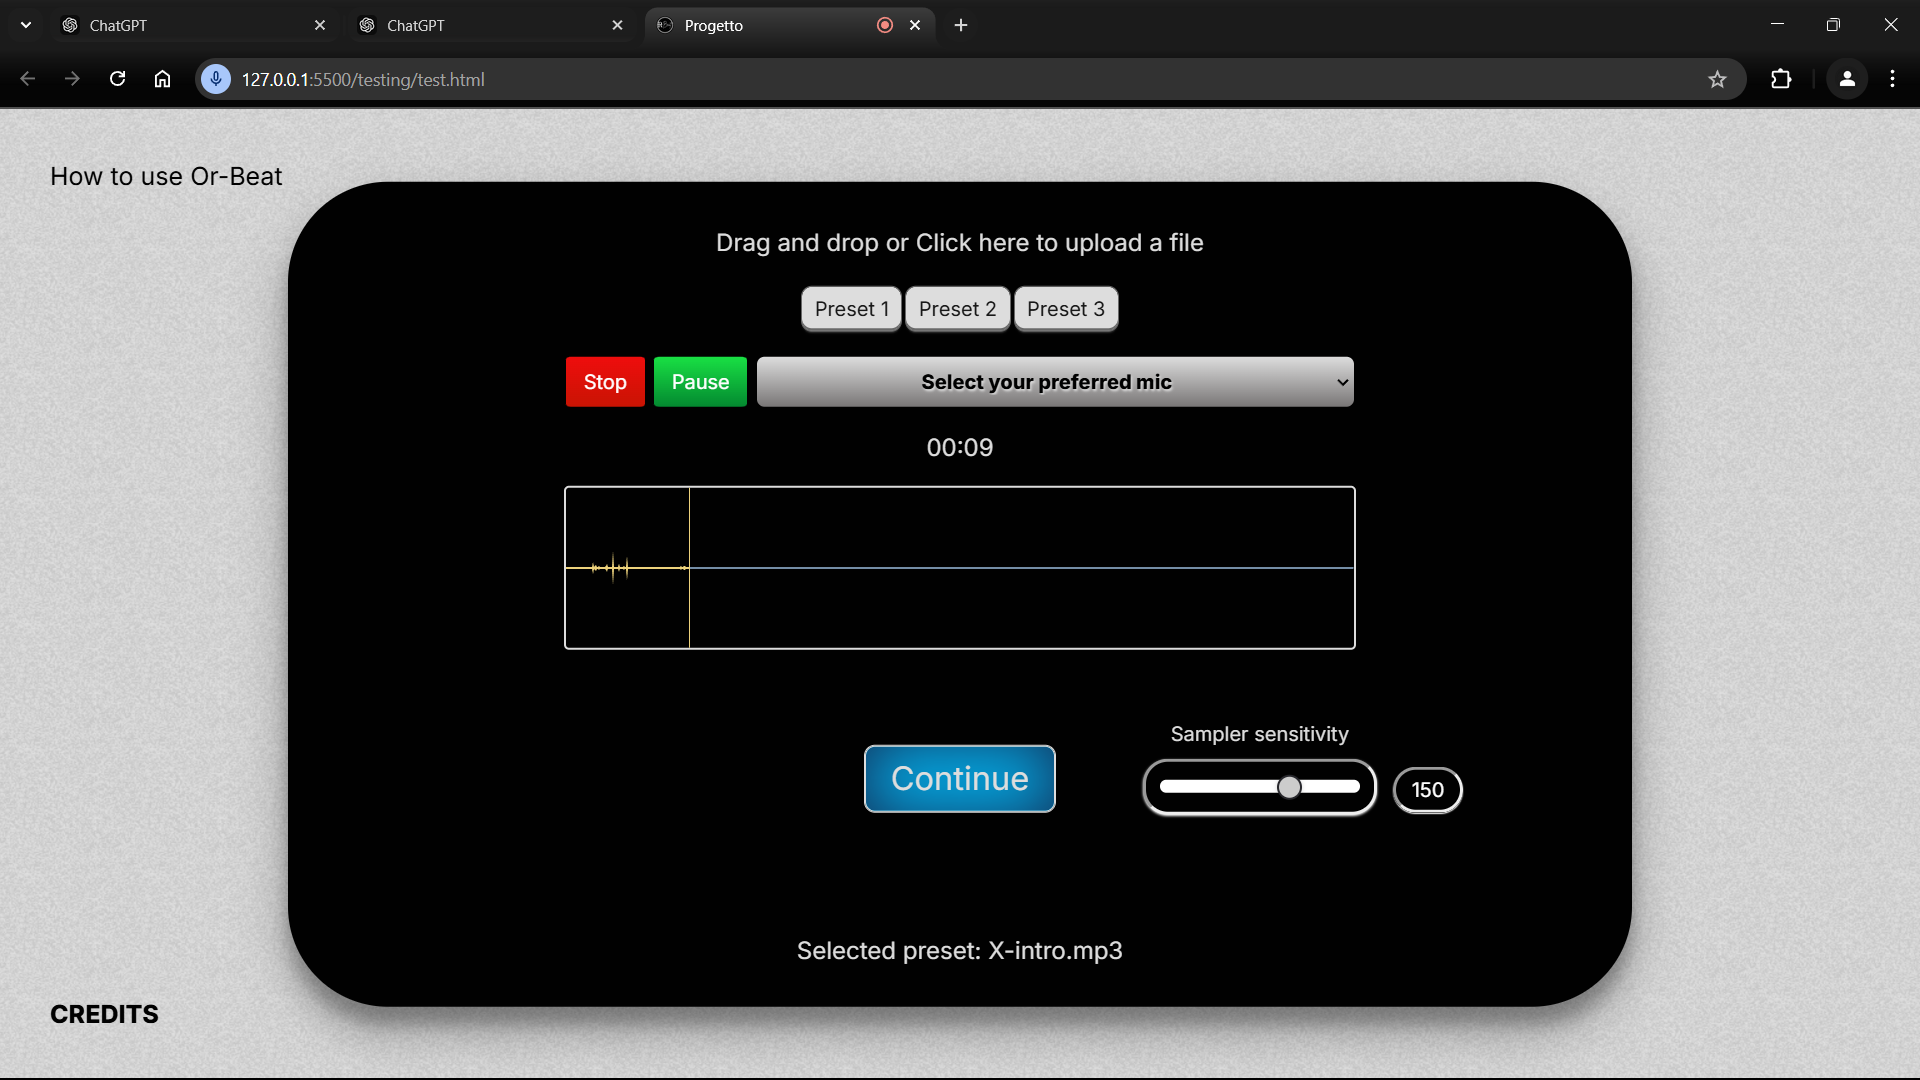 ChatGPT
ChatGPT
Progetto
127.0.0.1:5500/testing/test.html
How to use Or-Beat
Drag and drop or Click here to upload a file
Preset 1
Preset 2
Preset 3
Stop
Pause
Select your preferred mic
00:09
Sampler sensitivity
Continue
150
Selected preset: X-intro.mp3
CREDITS